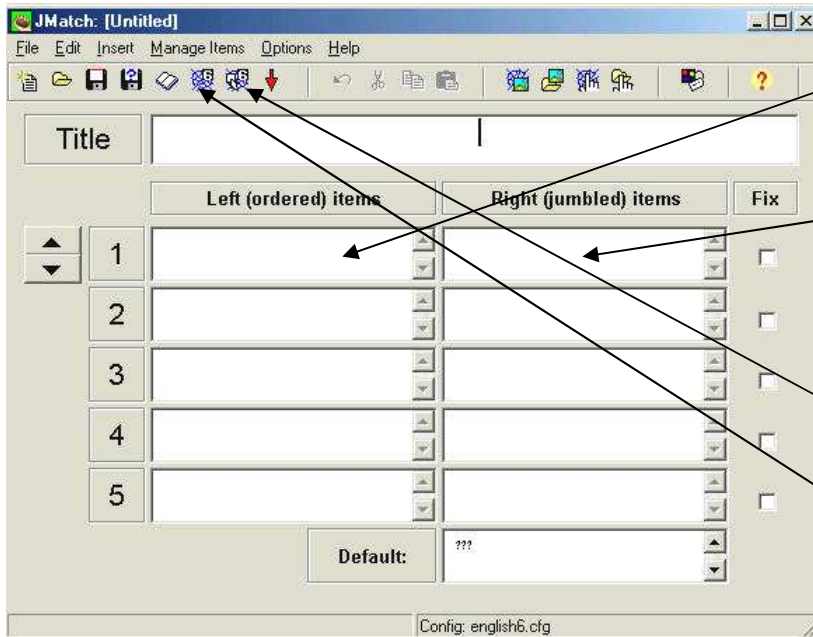 JMatch: [Untitled]
File Edit Insert Manage Items Options Help
Title
Left (ordered) items Right (jumbled) items Fix
1
2
3
4
5
Default: ???
Config: english6.cfg